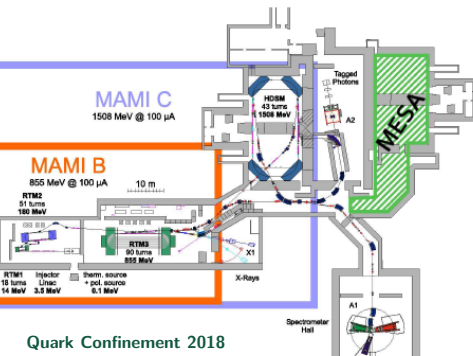 MAMI C
1508 MeV @ 100 µA
MAMI B
855 MeV @ 100 µA
10 m
HDSM
43 turns
1508 MeV
Tagged
Photons
A2
MESA
RTM2
51 turns
180 MeV
RTM3
90 turns
855 MeV
X1
RTM1
18 turns
14 MeV
Injector
Linac
3.5 MeV
therm. source
+ pol. source
0.1 MeV
X-Rays
A1
Spectrometer
Hall
Quark Confinement 2018